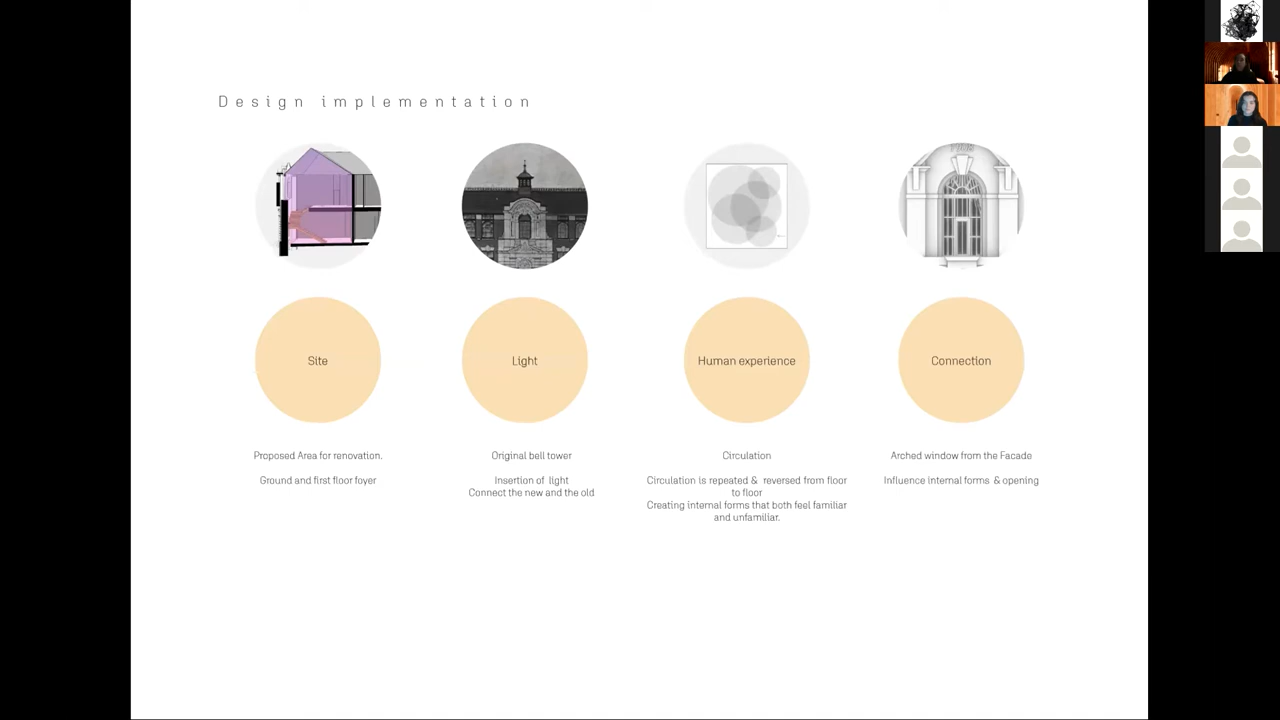 Design implementation
Site
Light
Human experience
Connection
Proposed Area for renovation.
Ground and first floor foyer
Original bell tower
Insertion of light
Connect the new and the old
Circulation
Circulation is repeated & reversed from floor
to floor
Creating internal forms that both feel familiar
and unfamiliar.
Arched window from the Facade
Influence internal forms & opening